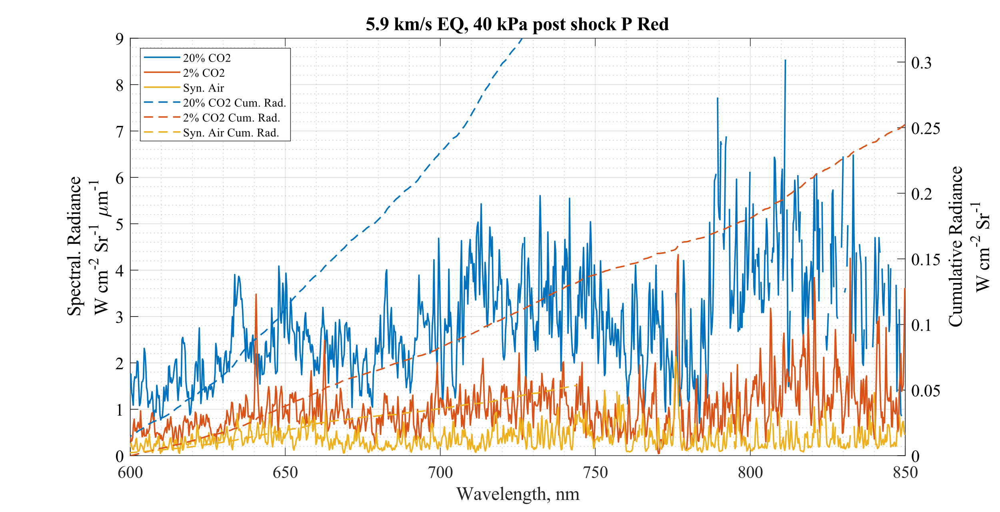 5.9 km/s EQ, 40 kPa post shock P Red
20% CO2
2% CO2
Syn. Air
20% CO2 Cum. Rad.
2% CO2 Cum. Rad.
Syn. Air Cum. Rad.
Spectral. Radiance
W cm-2 Sr-1 μm-1
9
8
7
6
5
4
3
2
1
0
0.3
0.25
0.2
0.15
0.1
0.05
0
Cumulative Radiance
W cm-2 Sr-1
600 650 700 750 800 850
Wavelength, nm